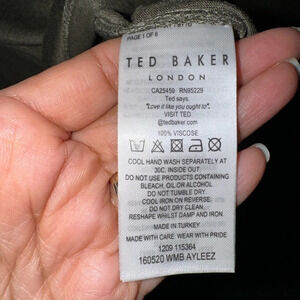 PAGE 1 OF 8
TED BAKER
LONDON
CA25459 RN95229
Ted says,
"Love it like you ought to".
VISIT TED
@tedbaker.com
100% VISCOSE
COOL HAND WASH SEPARATELY AT
30C, INSIDE OUT.
DO NOT USE PRODUCTS CONTAINING
BLEACH, OIL OR ALCOHOL
DO NOT TUMBLE DRY.
COOL IRON ON REVERSE.
DO NOT DRY CLEAN.
RESHAPE WHILST DAMP AND IRON.
MADE IN TURKEY
MADE WITH CARE. WEAR WITH PRIDE
1209 115364
160520 WMB AYLEEZ